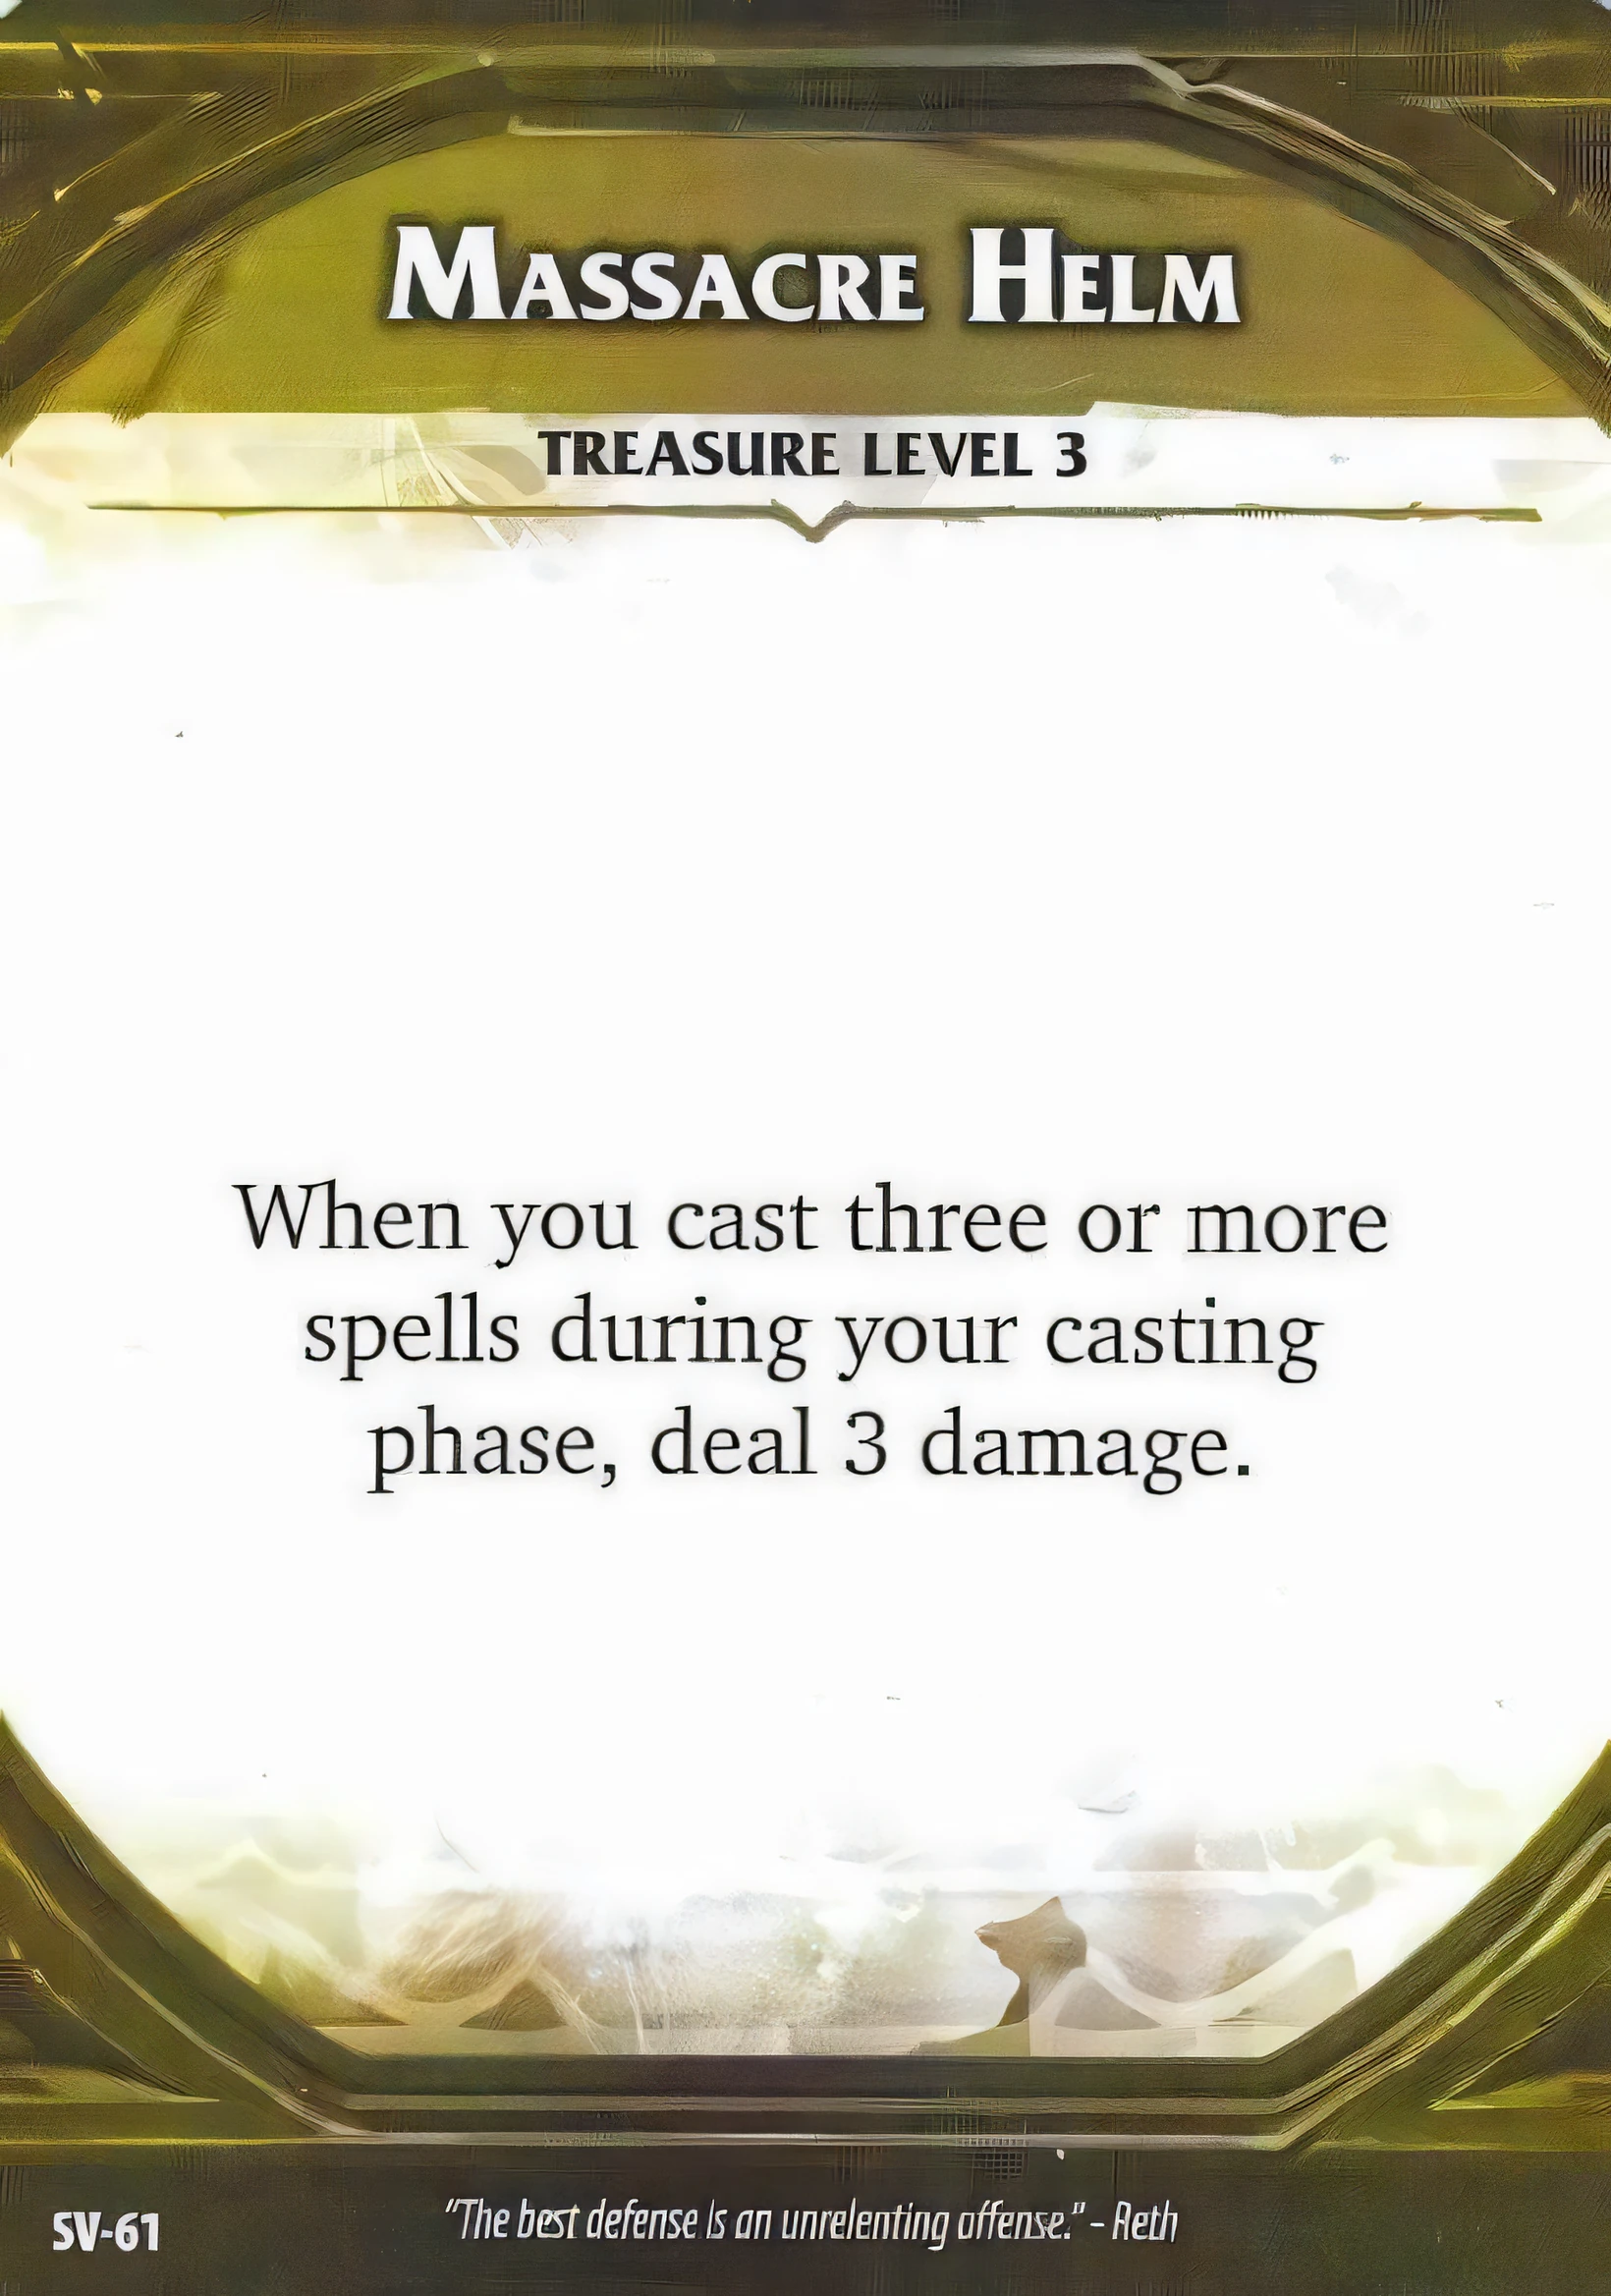 Massacre Helm
TREASURE LEVEL 3
When you cast three or more
spells during your casting
phase, deal 3 damage.
SV-61
"The best defense is an unrelenting offense." – Reth